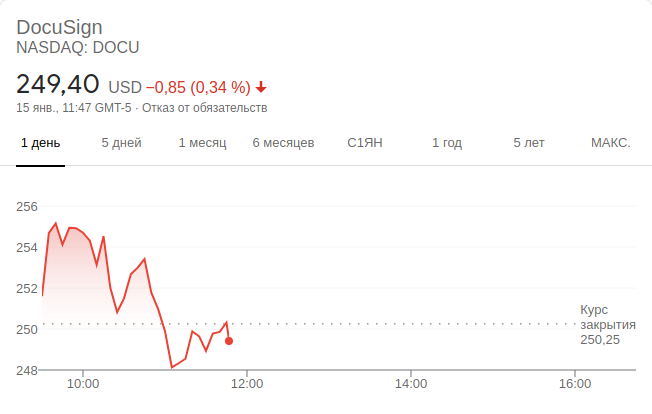 DocuSign
NASDAQ: DOCU
249,40 USD −0,85 (0,34 %)
15 янв., 11:47 GMT-5 · Отказ от обязательств
1 день 5 дней 1 месяц 6 месяцев С1ЯН 1 год 5 лет МАКС.
256
254
252
250
248
Курс
закрытия
250,25
10:00 12:00 14:00 16:00